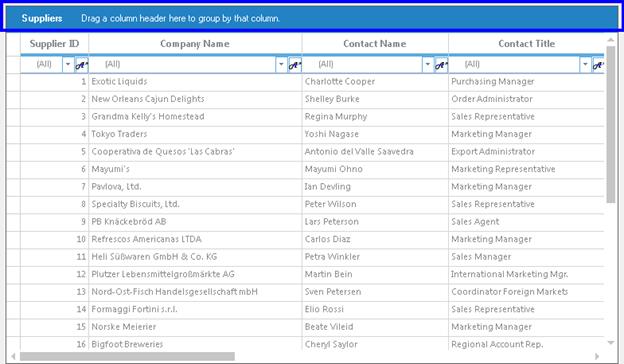 Suppliers Drag a column header here to group by that column.
Supplier ID Company Name Contact Name Contact Title
(All) (All) (All) (All)
1 Exotic Liquids Charlotte Cooper Purchasing Manager
2 New Orleans Cajun Delights Shelley Burke Order Administrator
3 Grandma Kelly's Homestead Regina Murphy Sales Representative
4 Tokyo Traders Yoshi Nagase Marketing Manager
5 Cooperativa de Quesos 'Las Cabras' Antonio del Valle Saavedra Export Administrator
6 Mayumi's Mayumi Ohno Marketing Representative
7 Pavlova, Ltd. Ian Devling Marketing Manager
8 Specialty Biscuits, Ltd. Peter Wilson Sales Representative
9 PB Knäckebröd AB Lars Peterson Sales Agent
10 Refrescos Americanas LTDA Carlos Diaz Marketing Manager
11 Heli Süßwaren GmbH & Co. KG Petra Winkler Sales Manager
12 Plutzer Lebensmittelgroßmärkte AG Martin Bein International Marketing Mgr.
13 Nord-Ost-Fisch Handelsgesellschaft mbH Sven Petersen Coordinator Foreign Markets
14 Formaggi Fortini s.r.l. Elio Rossi Sales Representative
15 Norske Meierier Beate Vileid Marketing Manager
16 Bigfoot Breweries Cheryl Saylor Regional Account Rep.